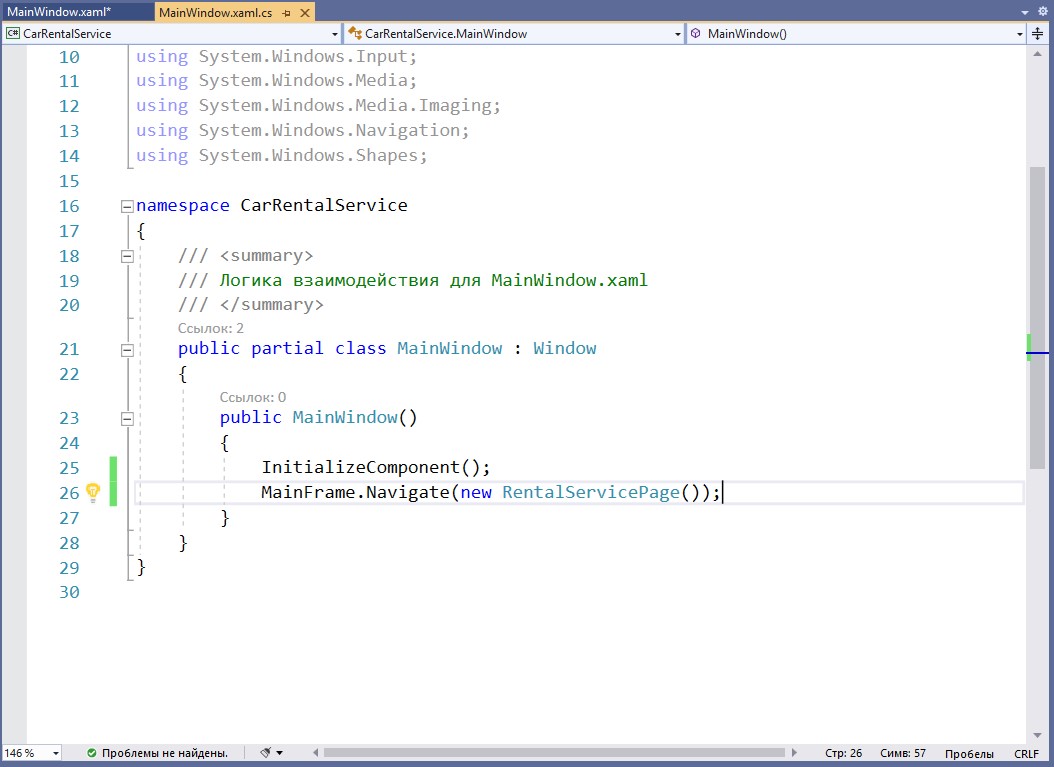 MainWindow.xaml* MainWindow.xaml.cs
C# CarRentalService CarRentalService.MainWindow MainWindow()
10 using System.Windows.Input;
11 using System.Windows.Media;
12 using System.Windows.Media.Imaging;
13 using System.Windows.Navigation;
14 using System.Windows.Shapes;
15
16 namespace CarRentalService
17 {
18 /// <summary>
19 /// Логика взаимодействия для MainWindow.xaml
20 /// </summary>
Ссылок: 2
21 public partial class MainWindow : Window
22 {
Ссылок: 0
23 public MainWindow()
24 {
25 InitializeComponent();
26 MainFrame.Navigate(new RentalServicePage());
27 }
28 }
29 }
30
146 % Проблемы не найдены. Стр: 26 Симв: 57 Пробелы CRLF